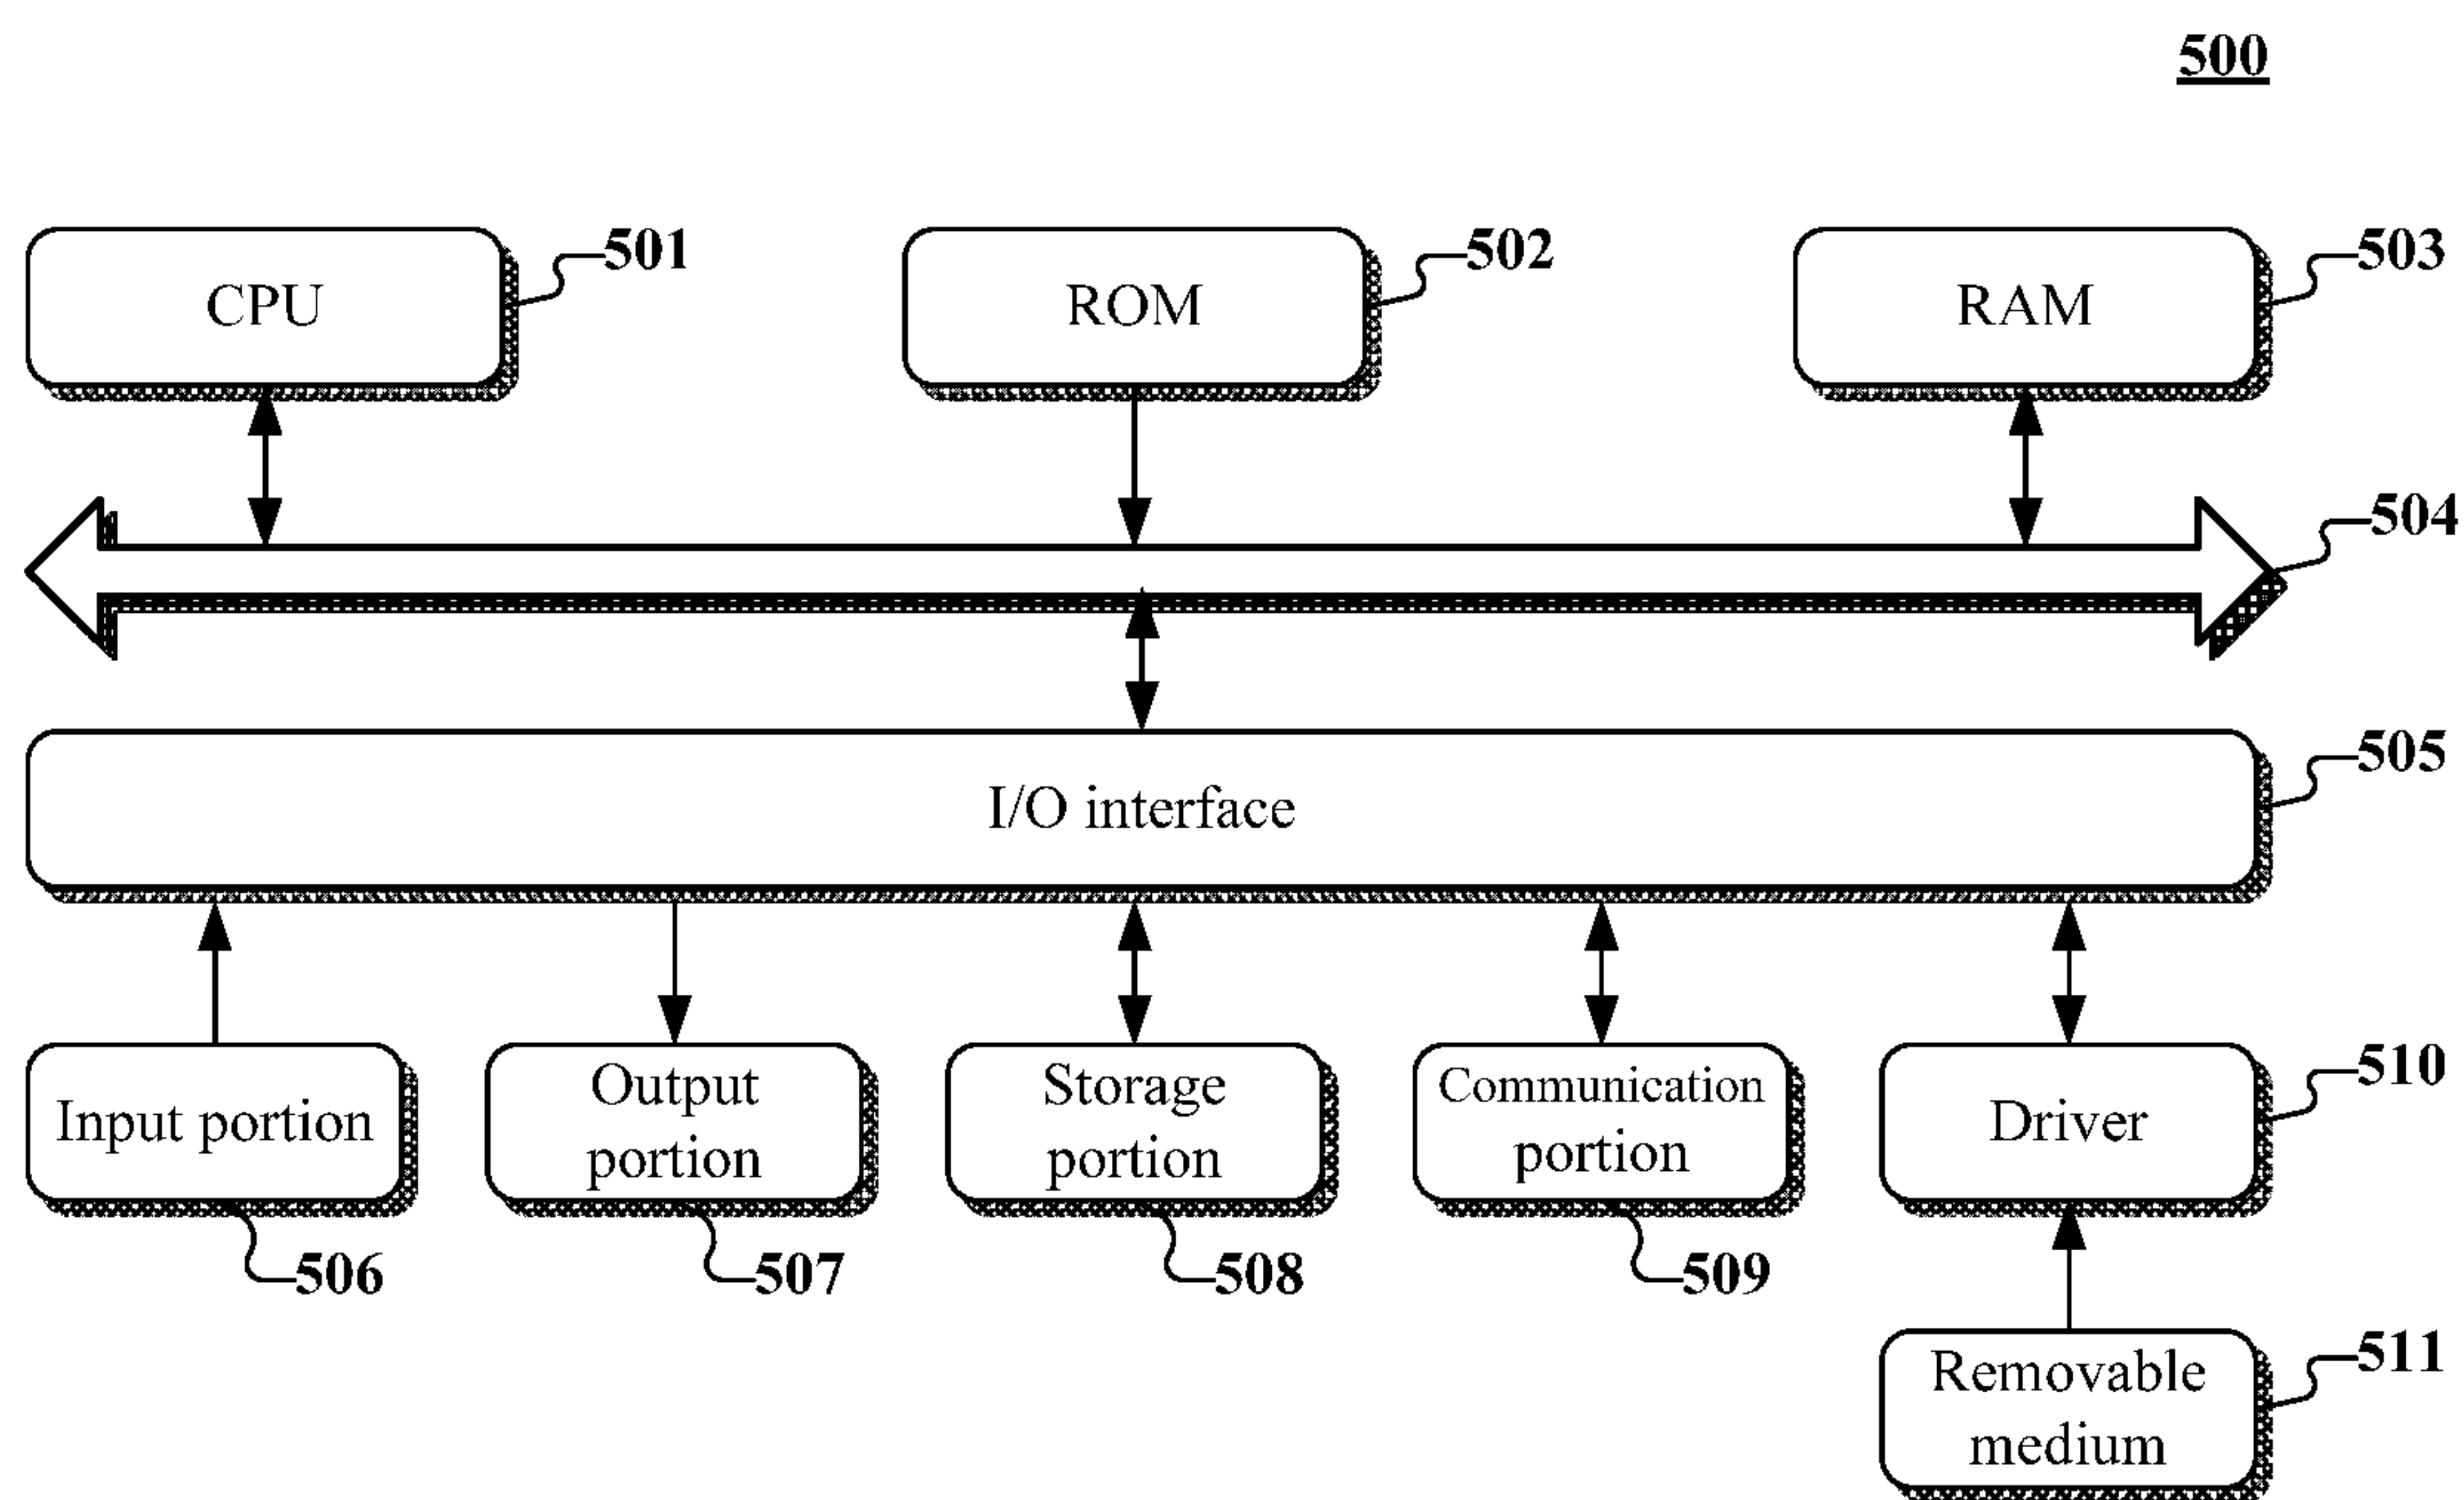 500
CPU
501
ROM
502
RAM
503
504
I/O interface
505
Input portion
506
Output
portion
507
Storage
portion
508
Communication
portion
509
Driver
510
Removable
medium
511